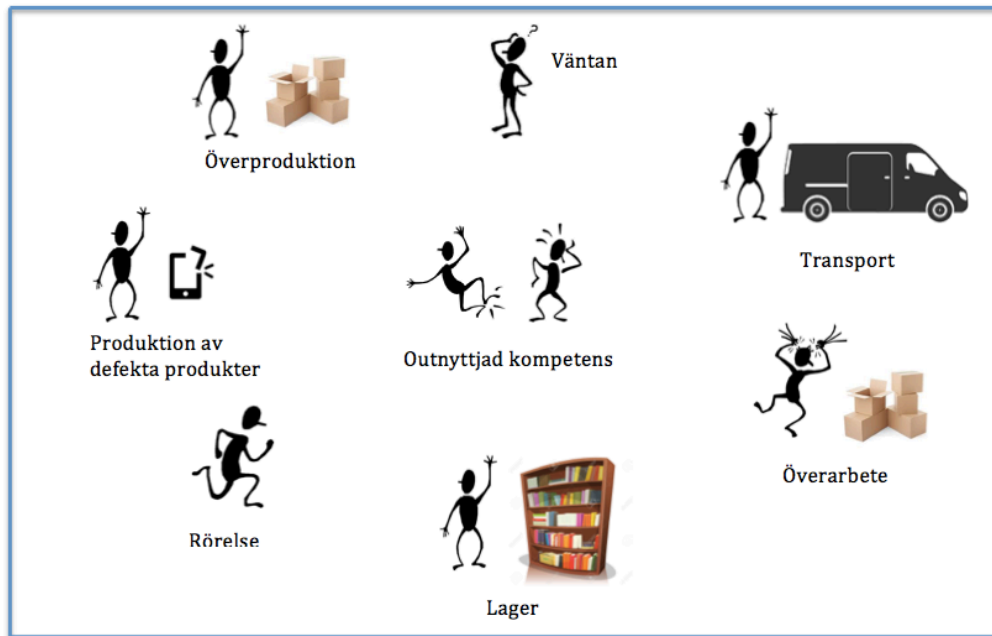 Väntan
Överproduktion
Transport
Produktion av
defekta produkter
Outnyttjad kompetens
Överarbete
Rörelse
Lager